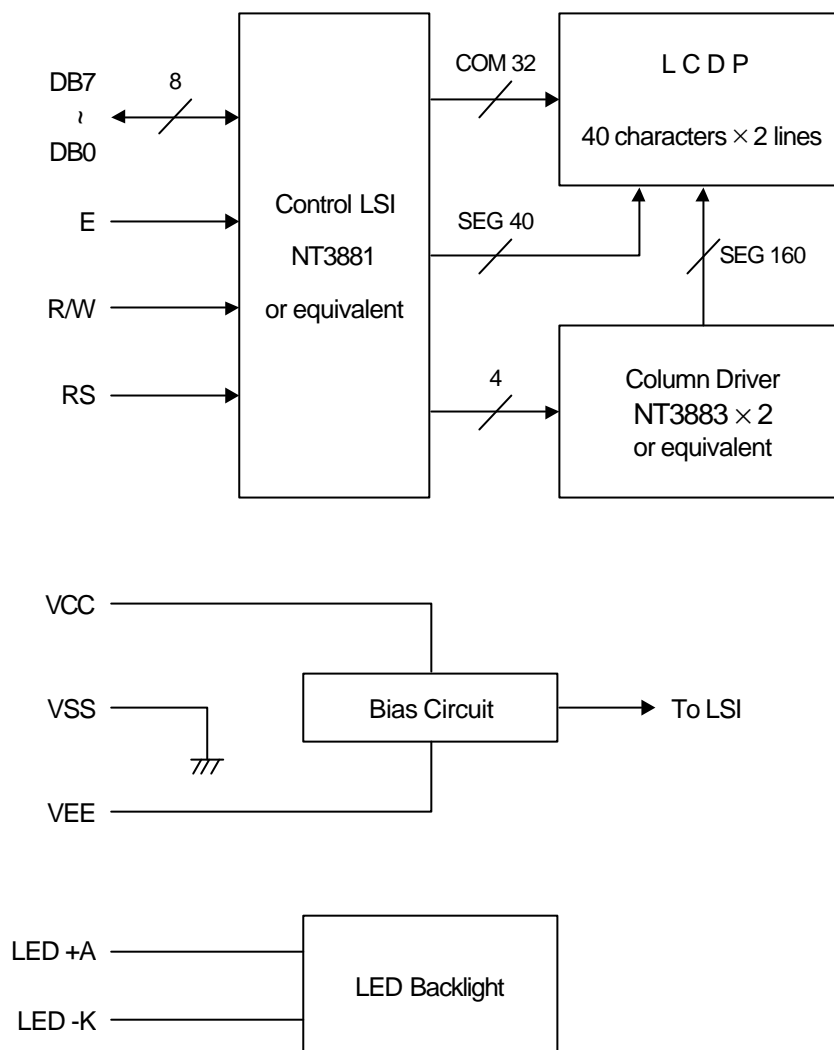 DB7
~
DB0
8
E
R/W
RS
Control LSI
NT3881
or equivalent
COM 32
SEG 40
4
L C D P
40 characters × 2 lines
SEG 160
Column Driver
NT3883 × 2
or equivalent
VCC
VSS
VEE
Bias Circuit
To LSI
LED +A
LED -K
LED Backlight